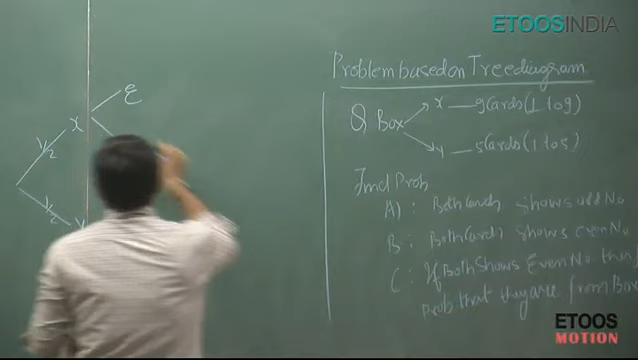 ETOOSINDIA
Problem based on Tree diagram
Q Box
x — 9 Cards (1 to 9)
y — 5 Cards (1 to 5)
Find Prob
A) : Both Cards shows odd No
B : Both Cards shows Even No
C : If Both Shows Even No then
Prob that they are from Box
1/2
X
E
1/2
Y
ETOOS
MOTION